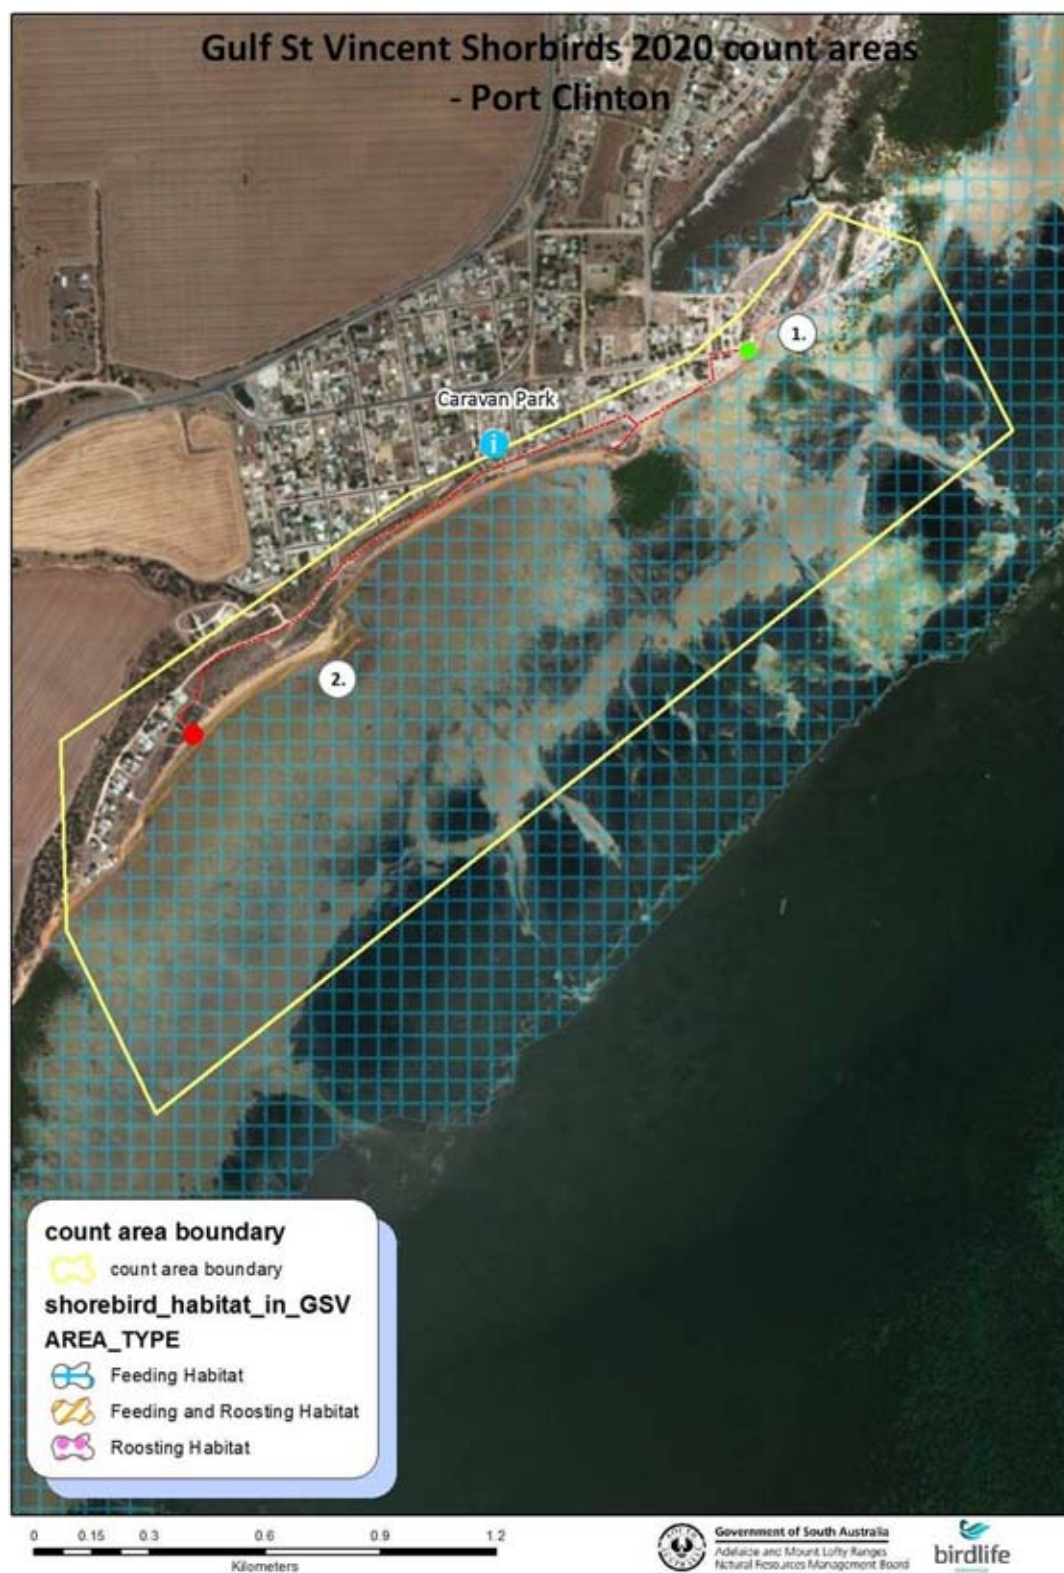 Gulf St Vincent Shorbirds 2020 count areas
- Port Clinton
1.
Caravan Park
i
2.
count area boundary
count area boundary
shorebird_habitat_in_GSV
AREA_TYPE
Feeding Habitat
Feeding and Roosting Habitat
Roosting Habitat
0 0.15 0.3 0.6 0.9 1.2
Kilometers
Government of South Australia
Adelaide and Mount Lofty Ranges
Natural Resources Management Board
birdlife